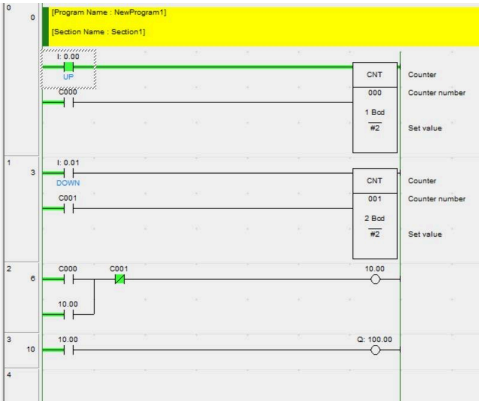 0
0
[Program Name : NewProgram1]
[Section Name : Section1]
I: 0.00
UP
CNT
Counter
C000
000
Counter number
1 Bcd
#2
Set value
1
3
I: 0.01
DOWN
CNT
Counter
C001
001
Counter number
2 Bcd
#2
Set value
2
6
C000
C001
10.00
10.00
3
10
10.00
Q: 100.00
4